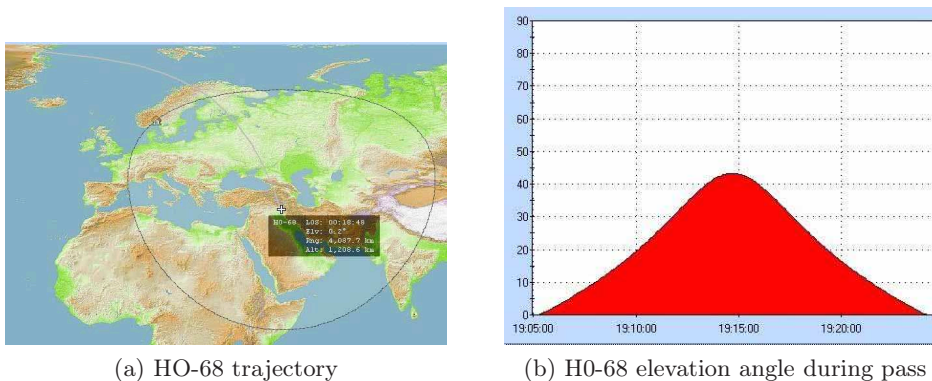 HO-68 LOS: 00:18:48
Elv: 0.2°
Rng: 4,087.7 km
Alt: 1,208.6 km
90
80
70
60
50
40
30
20
10
0
19:05:00 19:10:00 19:15:00 19:20:00
(a) HO-68 trajectory
(b) H0-68 elevation angle during pass